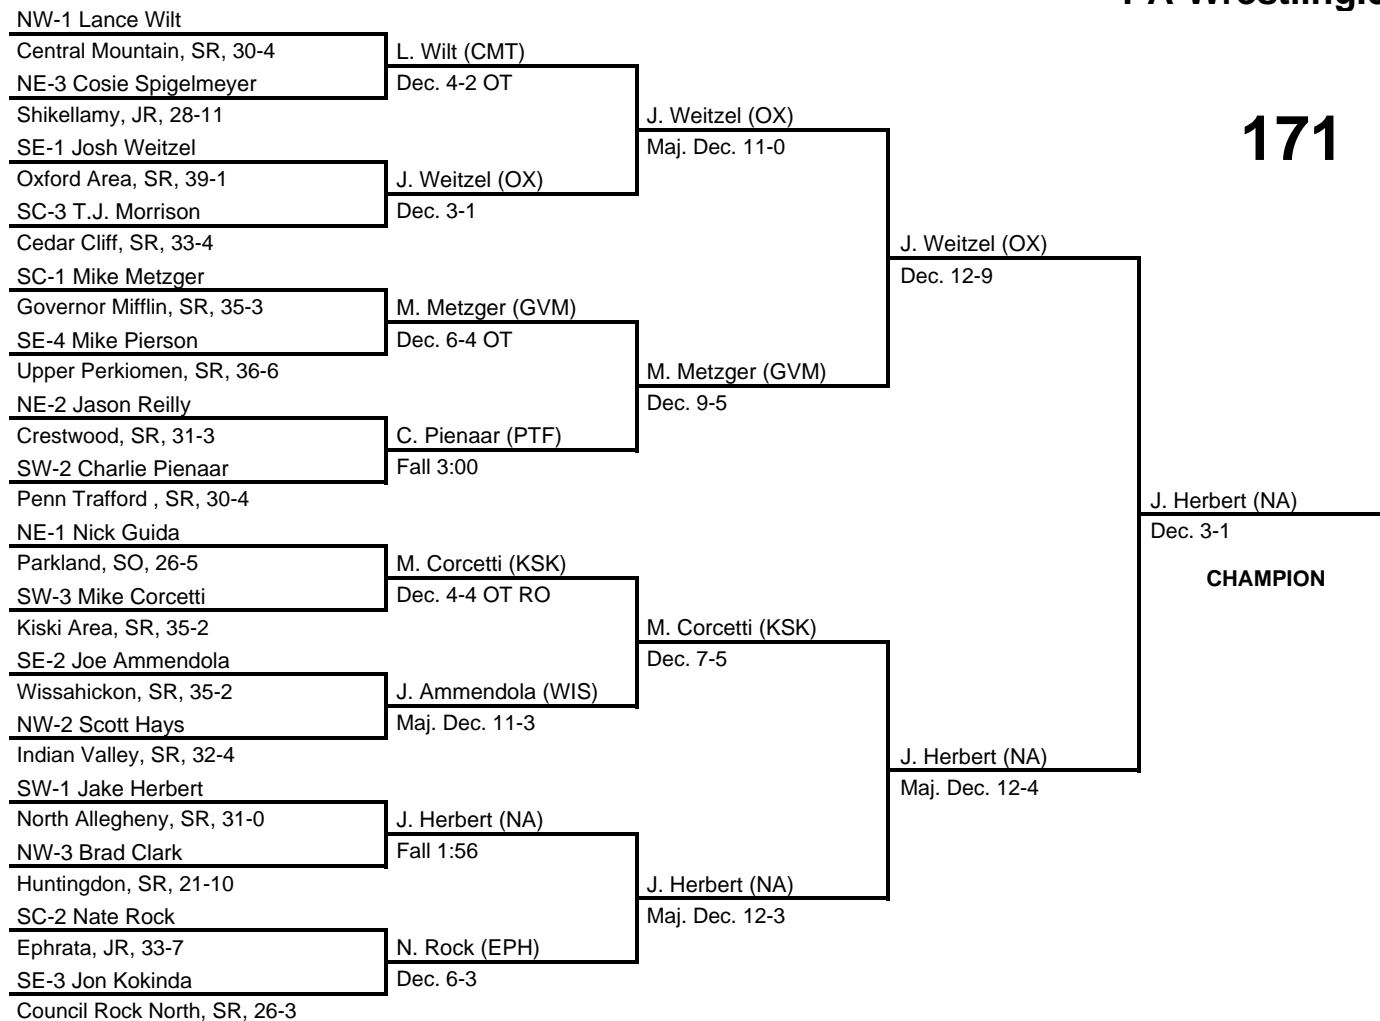 NW-1 Lance Wilt
Central Mountain, SR, 30-4
NE-3 Cosie Spigelmeyer
Shikellamy, JR, 28-11
SE-1 Josh Weitzel
Oxford Area, SR, 39-1
SC-3 T.J. Morrison
Cedar Cliff, SR, 33-4
SC-1 Mike Metzger
Governor Mifflin, SR, 35-3
SE-4 Mike Pierson
Upper Perkiomen, SR, 36-6
NE-2 Jason Reilly
Crestwood, SR, 31-3
SW-2 Charlie Pienaar
Penn Trafford , SR, 30-4
NE-1 Nick Guida
Parkland, SO, 26-5
SW-3 Mike Corcetti
Kiski Area, SR, 35-2
SE-2 Joe Ammendola
Wissahickon, SR, 35-2
NW-2 Scott Hays
Indian Valley, SR, 32-4
SW-1 Jake Herbert
North Allegheny, SR, 31-0
NW-3 Brad Clark
Huntingdon, SR, 21-10
SC-2 Nate Rock
Ephrata, JR, 33-7
SE-3 Jon Kokinda
Council Rock North, SR, 26-3
L. Wilt (CMT)
Dec. 4-2 OT
J. Weitzel (OX)
Dec. 3-1
M. Metzger (GVM)
Dec. 6-4 OT
C. Pienaar (PTF)
Fall 3:00
M. Corcetti (KSK)
Dec. 4-4 OT RO
J. Ammendola (WIS)
Maj. Dec. 11-3
J. Herbert (NA)
Fall 1:56
N. Rock (EPH)
Dec. 6-3
J. Weitzel (OX)
Maj. Dec. 11-0
M. Metzger (GVM)
Dec. 9-5
M. Corcetti (KSK)
Dec. 7-5
J. Herbert (NA)
Maj. Dec. 12-3
J. Weitzel (OX)
Dec. 12-9
J. Herbert (NA)
Maj. Dec. 12-4
171
J. Herbert (NA)
Dec. 3-1
CHAMPION